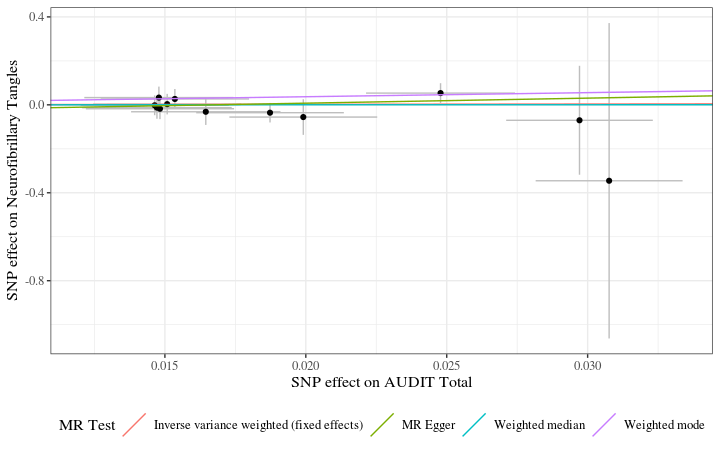 SNP effect on Neurofibrillary Tangles
0.4
0.0
-0.4
-0.8
0.015 0.020 0.025 0.030
SNP effect on AUDIT Total
MR Test Inverse variance weighted (fixed effects) MR Egger Weighted median Weighted mode